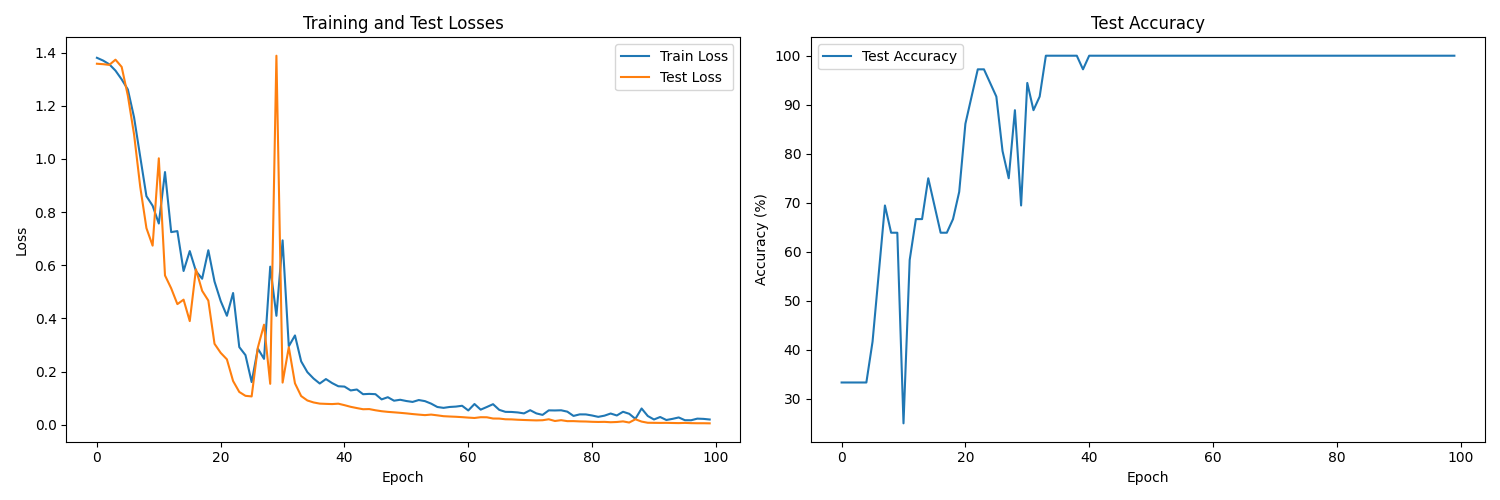 Training and Test Losses
Train Loss
Test Loss
Loss
1.4
1.2
1.0
0.8
0.6
0.4
0.2
0.0
0 20 40 60 80 100
Epoch
Test Accuracy
Test Accuracy
Accuracy (%)
100
90
80
70
60
50
40
30
0 20 40 60 80 100
Epoch